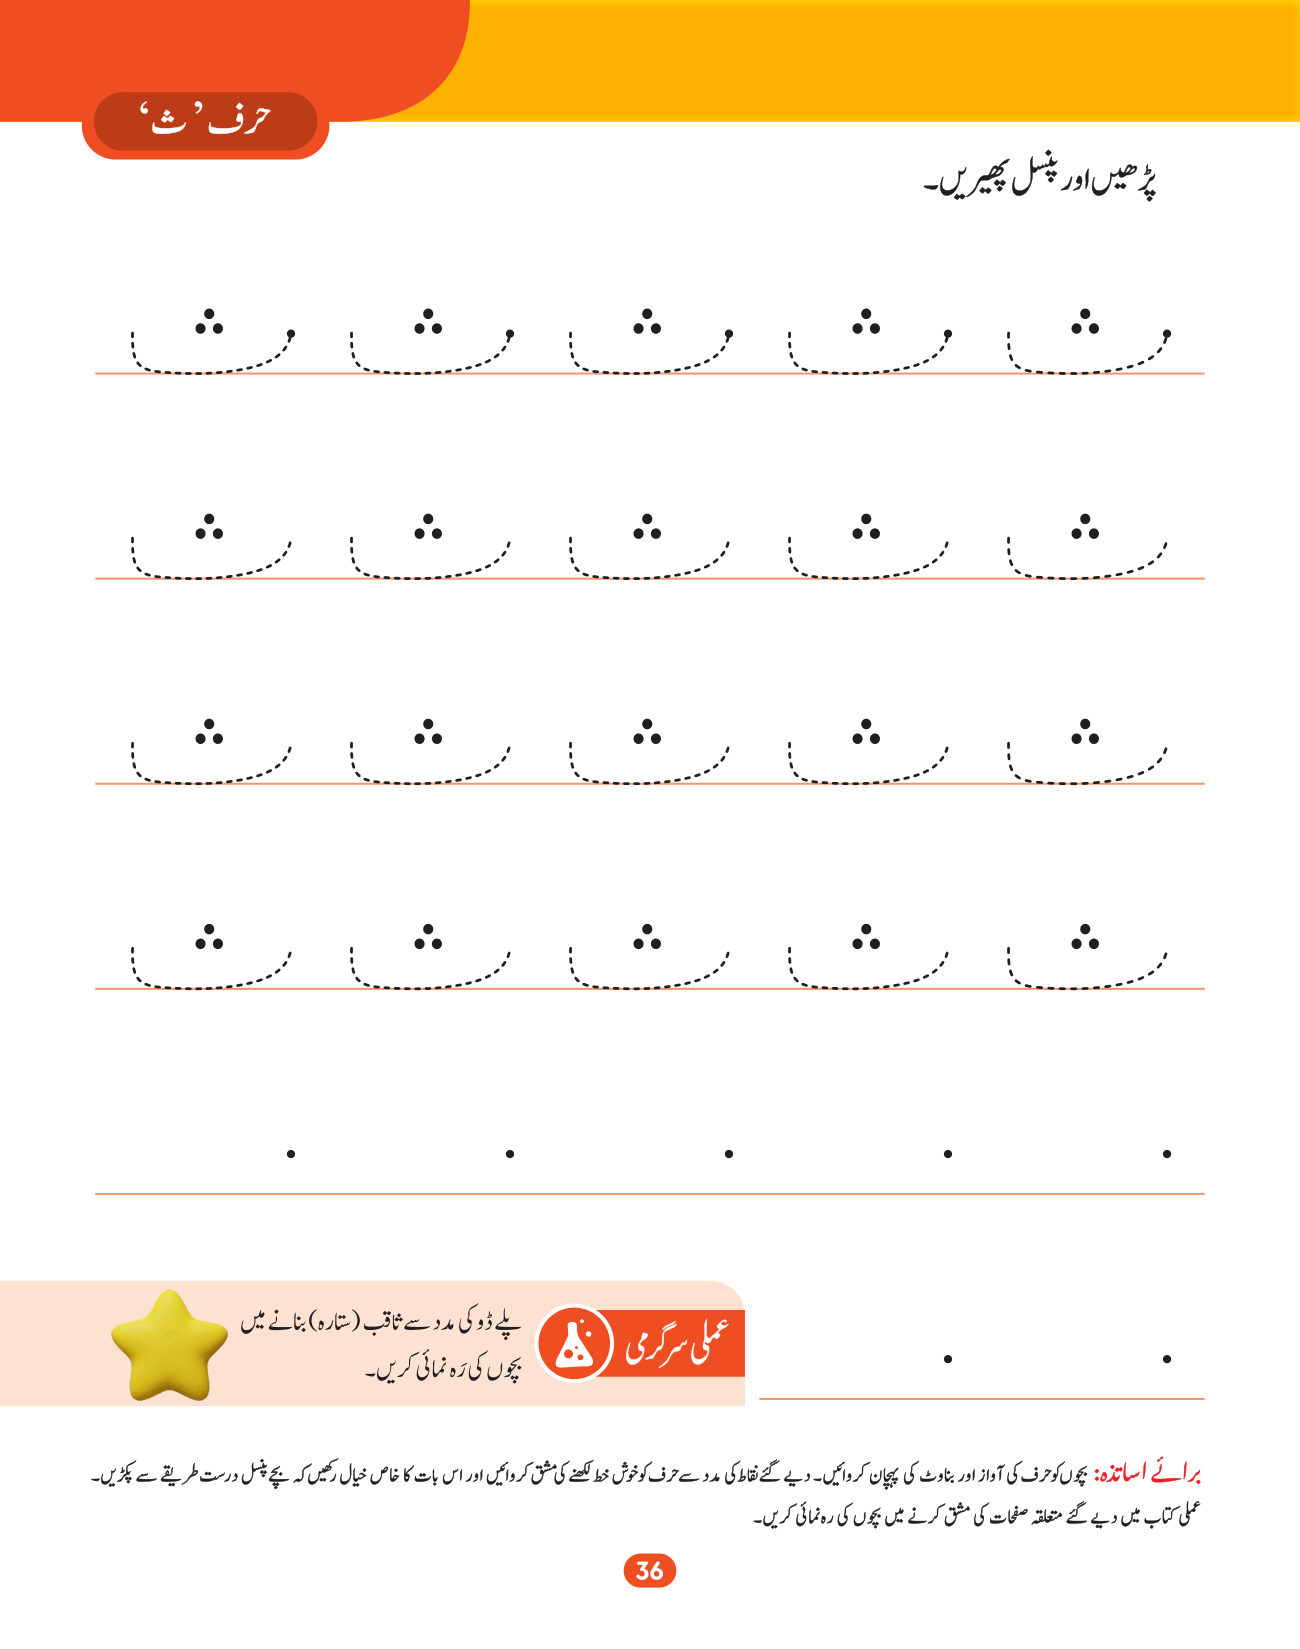 حرف ’ث‘
پڑھیں اور پنسل پھیریں۔
ث ث ث ث ث
ث ث ث ث ث
ث ث ث ث ث
ث ث ث ث ث
عملی سرگرمی
پلے ڈو کی مدد سے ثاقب (ستارہ) بنانے میں
بچوں کی رَہ نمائی کریں۔
برائے اساتذہ: بچوں کو حرف کی آواز اور بناوٹ کی پہچان کروائیں۔ دیے گئے نقاط کی مدد سے حرف کو خوش خط لکھنے کی مشق کروائیں اور اس بات کا خاص خیال رکھیں کہ بچے پنسل درست طریقے سے پکڑیں۔
عملی کتاب میں دیے گئے متعلقہ صفحات کی مشق کرنے میں بچوں کی رہ نمائی کریں۔
36